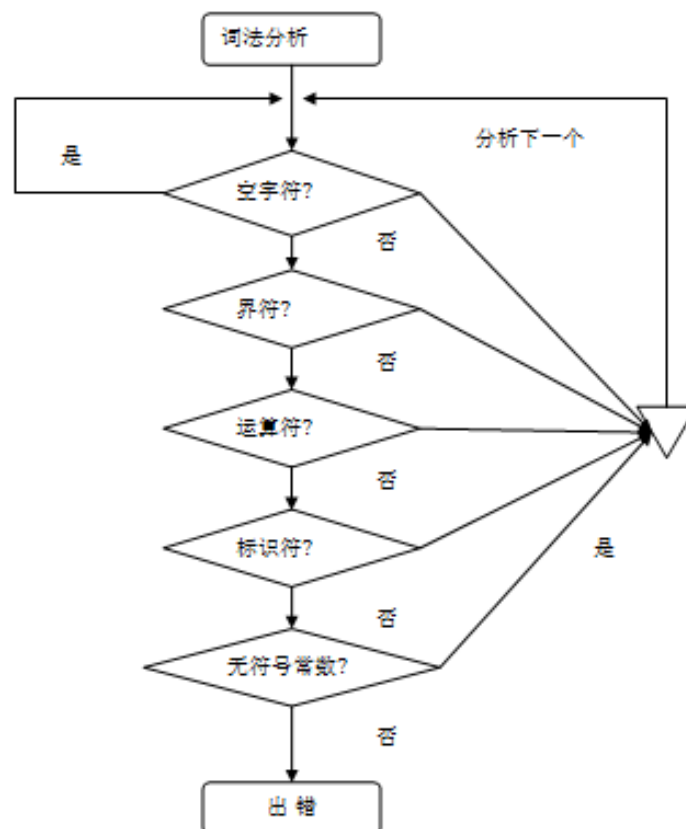 词法分析
分析下一个
是
空字符?
否
界符?
否
运算符?
否
标识符?
是
否
无符号常数?
否
出 错